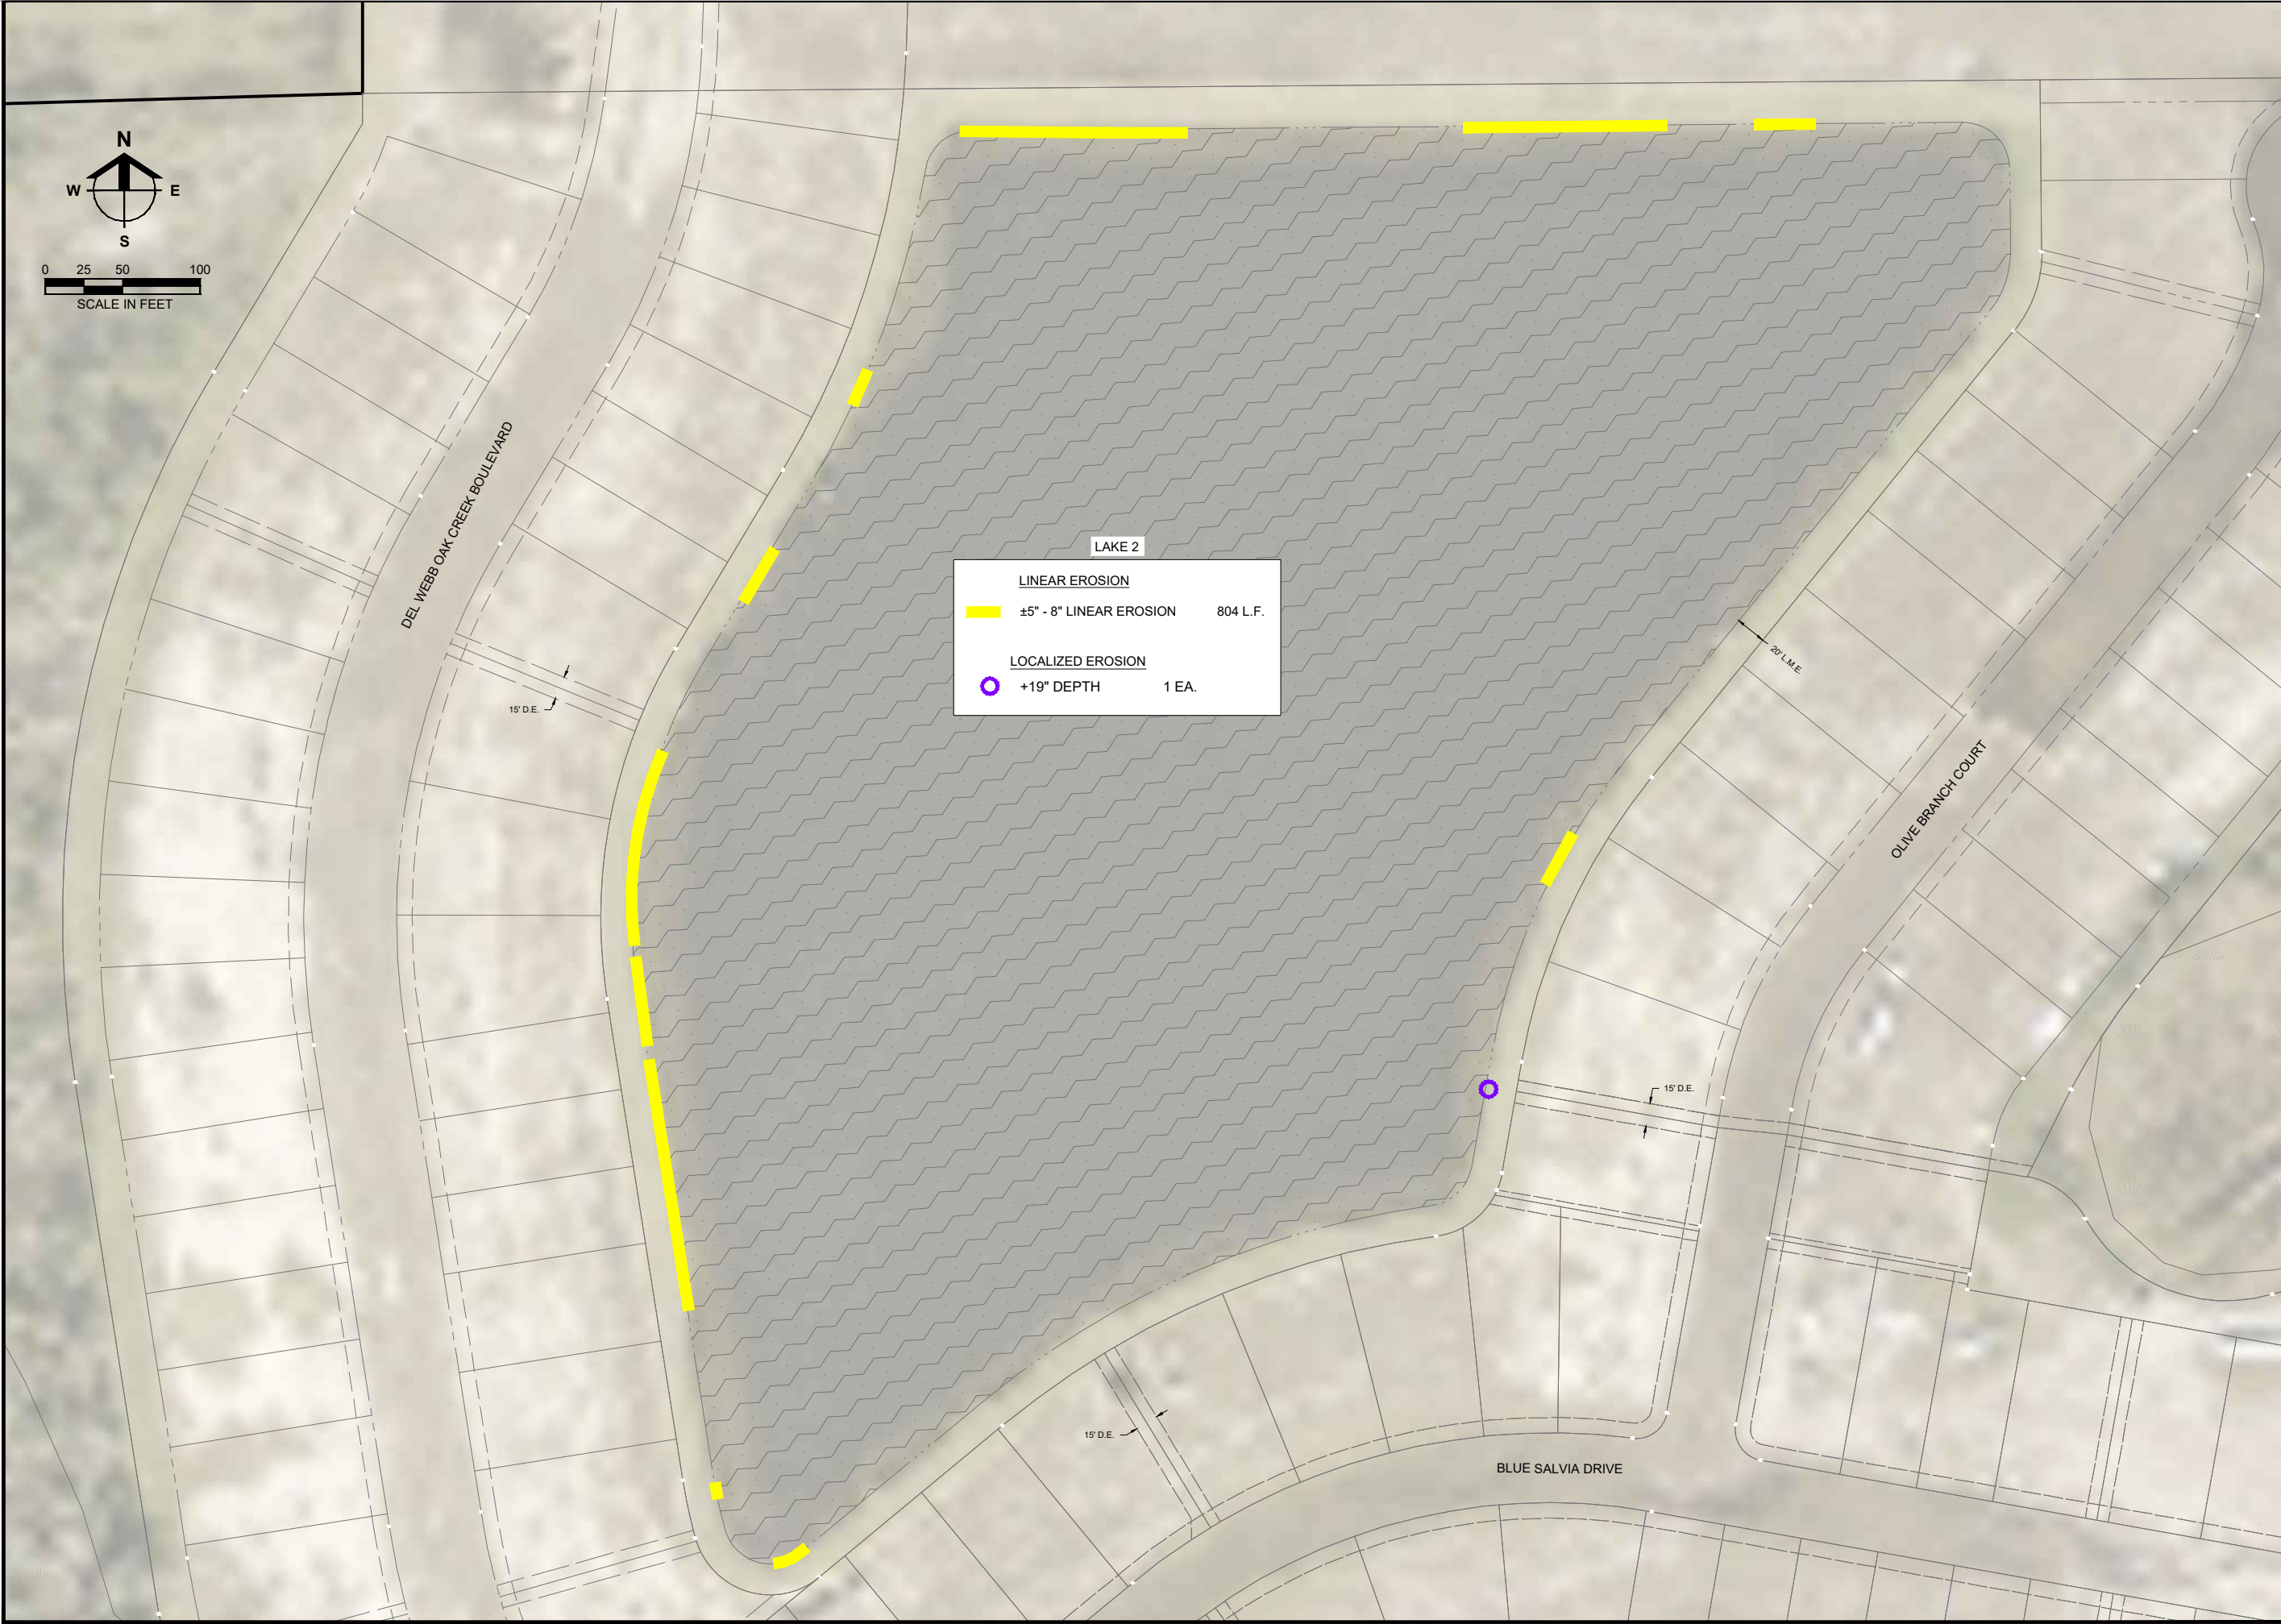 N
W E
S
0 25 50 100
SCALE IN FEET
DEL WEBB OAK CREEK BOULEVARD
LAKE 2
LINEAR EROSION
±5" - 8" LINEAR EROSION 804 L.F.
LOCALIZED EROSION
+19" DEPTH 1 EA.
20' L.M.E.
15' D.E.
OLIVE BRANCH COURT
15' D.E.
15' D.E.
BLUE SALVIA DRIVE